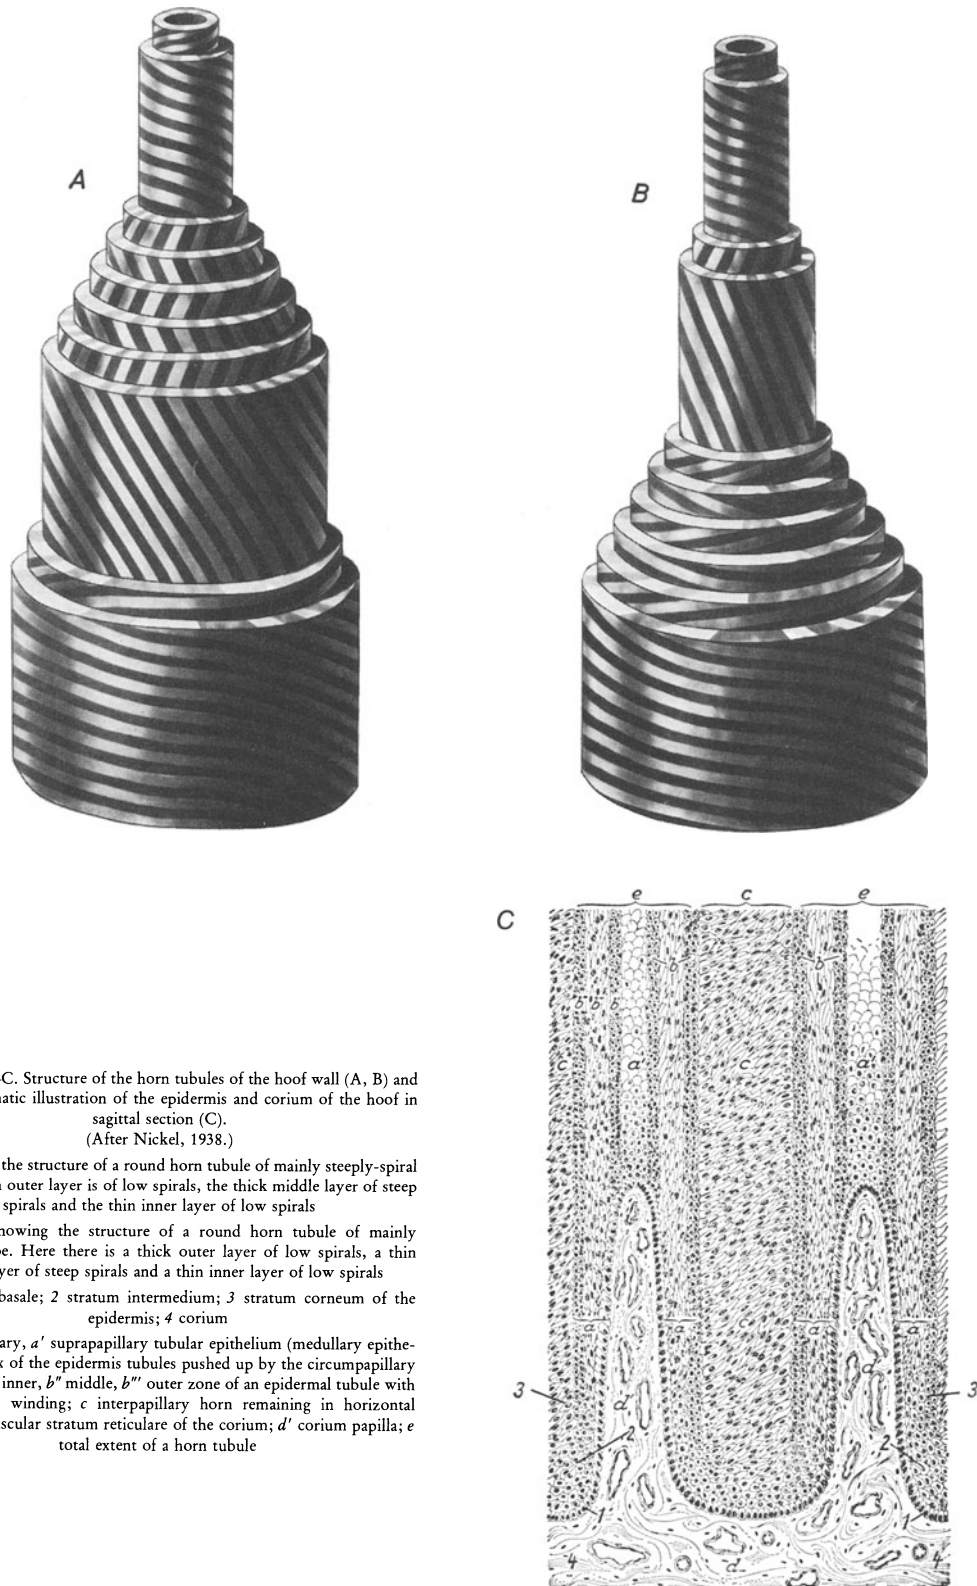 A
B
C
e c e
b b
b' b" b"'
c a' c a'
a a c a a
3 d' d' 3
2 2
1 1
4 d 4
C. Structure of the horn tubules of the hoof wall (A, B) and
atic illustration of the epidermis and corium of the hoof in
sagittal section (C).
(After Nickel, 1938.)
the structure of a round horn tubule of mainly steeply-spiral
outer layer is of low spirals, the thick middle layer of steep
spirals and the thin inner layer of low spirals
howing the structure of a round horn tubule of mainly
e. Here there is a thick outer layer of low spirals, a thin
yer of steep spirals and a thin inner layer of low spirals
basale; 2 stratum intermedium; 3 stratum corneum of the
epidermis; 4 corium
ary, a' suprapapillary tubular epithelium (medullary epithe-
x of the epidermis tubules pushed up by the circumpapillary
inner, b" middle, b"' outer zone of an epidermal tubule with
winding; c interpapillary horn remaining in horizontal
scular stratum reticulare of the corium; d' corium papilla; e
total extent of a horn tubule